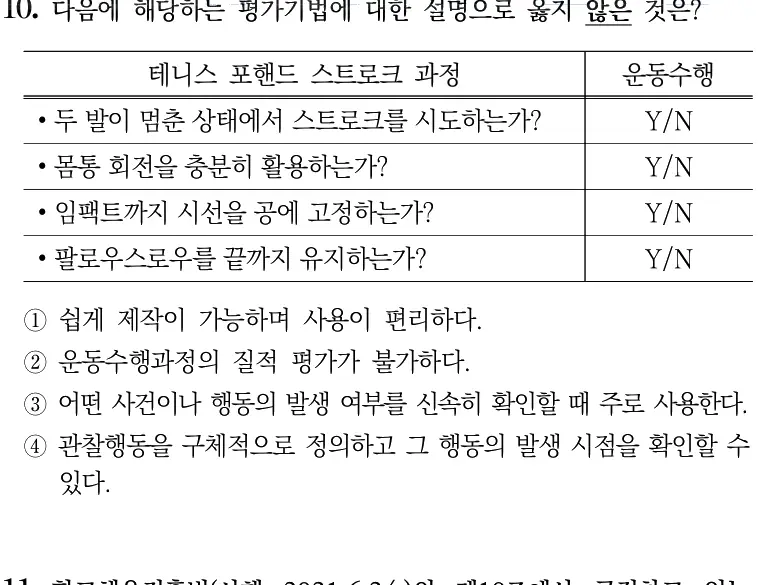 10. 다음에 해당하는 평가기법에 대한 설명으로 옳지 않은 것은?
테니스 포핸드 스트로크 과정 운동수행
• 두 발이 멈춘 상태에서 스트로크를 시도하는가? Y/N
• 몸통 회전을 충분히 활용하는가? Y/N
• 임팩트까지 시선을 공에 고정하는가? Y/N
• 팔로우스로우를 끝까지 유지하는가? Y/N
① 쉽게 제작이 가능하며 사용이 편리하다.
② 운동수행과정의 질적 평가가 불가하다.
③ 어떤 사건이나 행동의 발생 여부를 신속히 확인할 때 주로 사용한다.
④ 관찰행동을 구체적으로 정의하고 그 행동의 발생 시점을 확인할 수
있다.